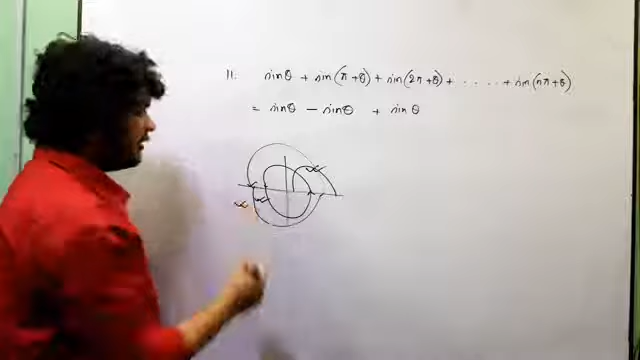 11. sinθ + sin(π+θ) + sin(2π+θ) + . . . . + sin(nπ+θ)
= sinθ - sinθ + sinθ